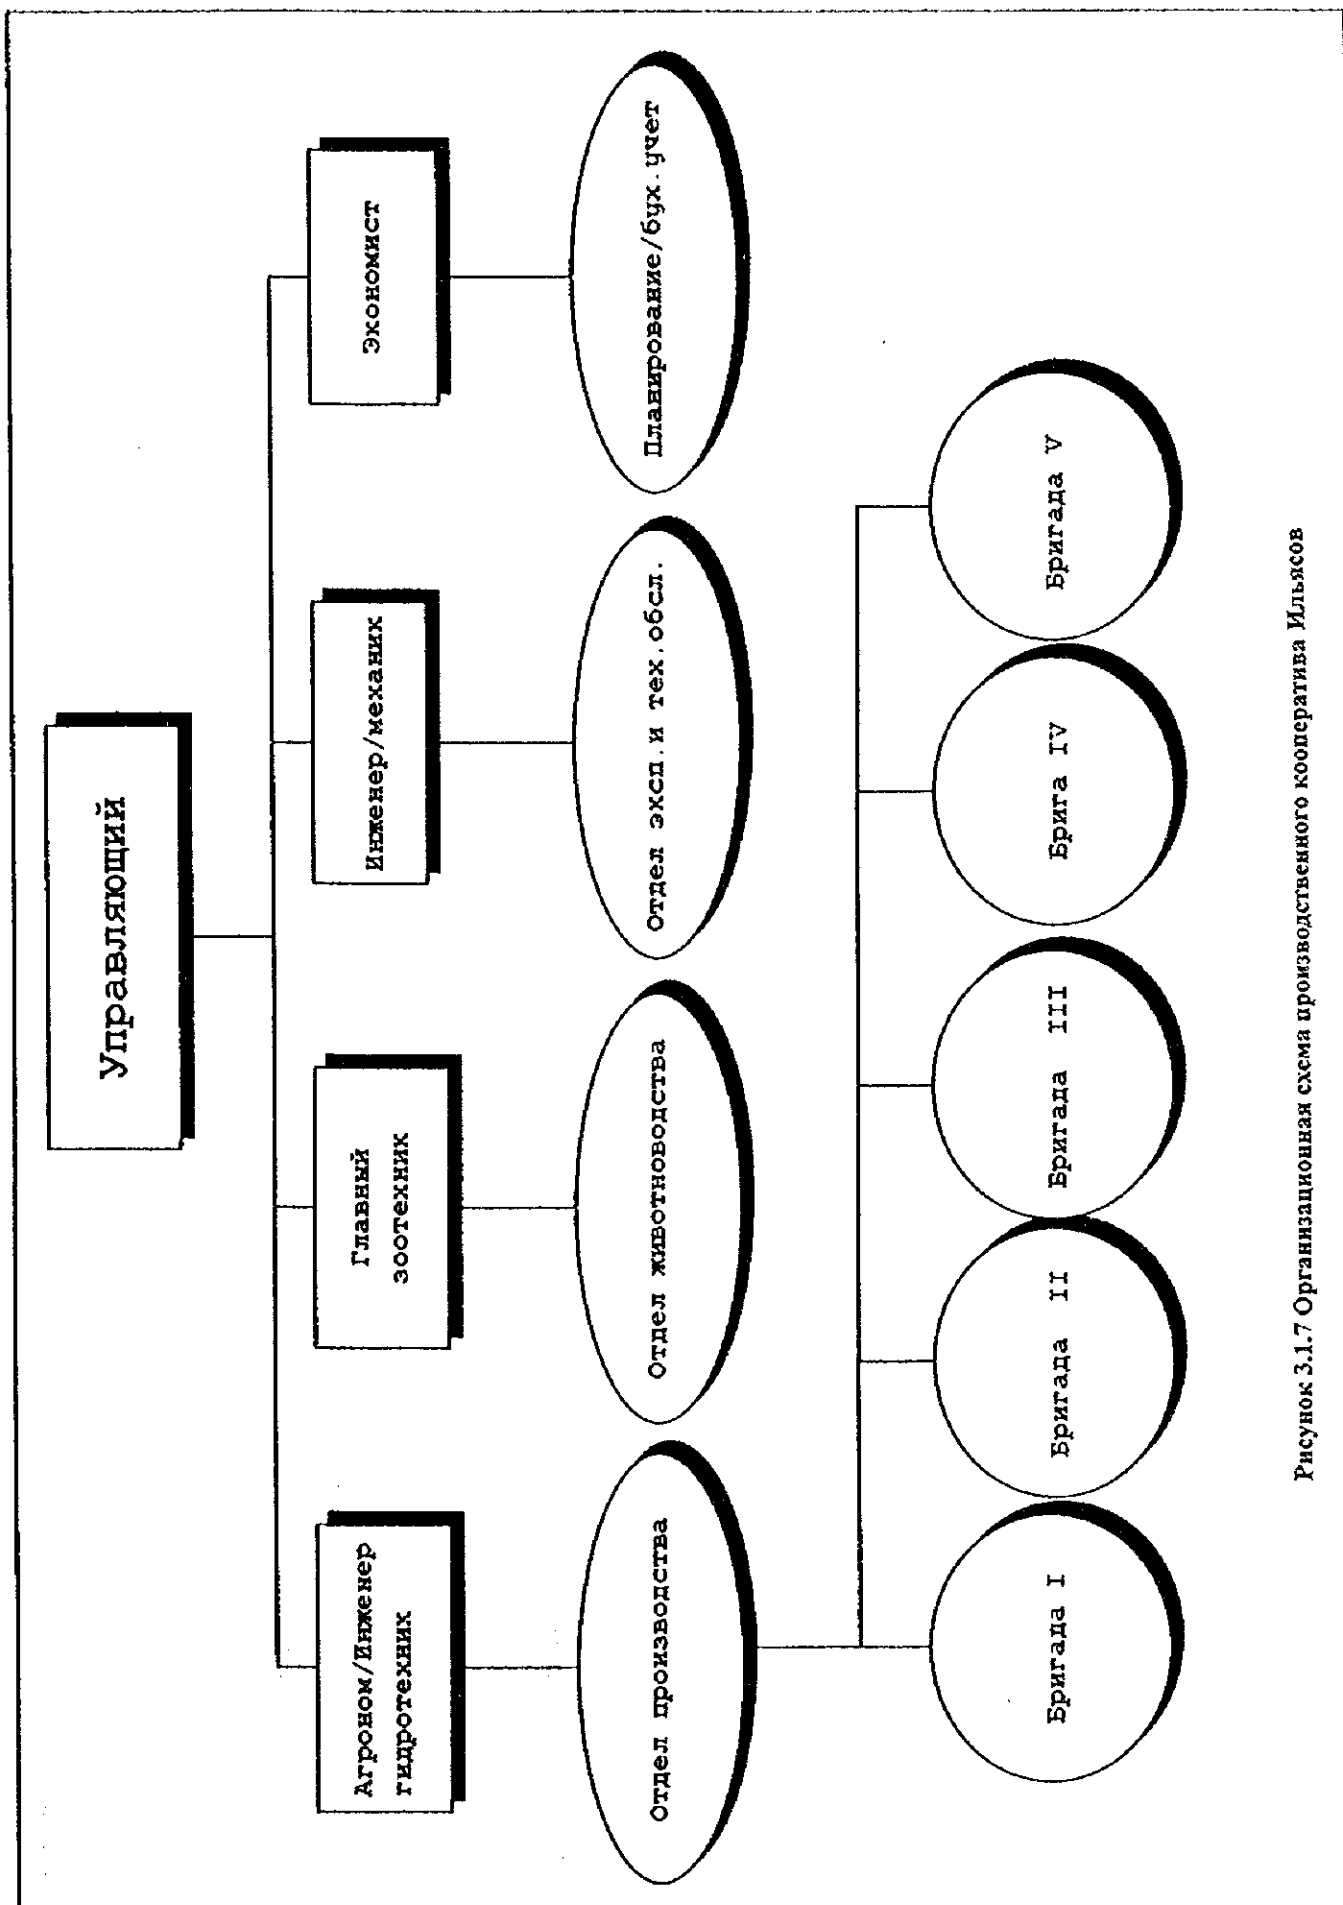 Управляющий
Агроном/Инженер
гидротехник
Главный
зоотехник
Инженер/механик
Экономист
Отдел производства
Отдел животноводства
Отдел эксп.и тех.обсл.
Планирование/бух.учет
Бригада I
Бригада II
Бригада III
Брига IV
Бригада V
Рисунок 3.1.7 Организационная схема производственного кооператива Ильясов